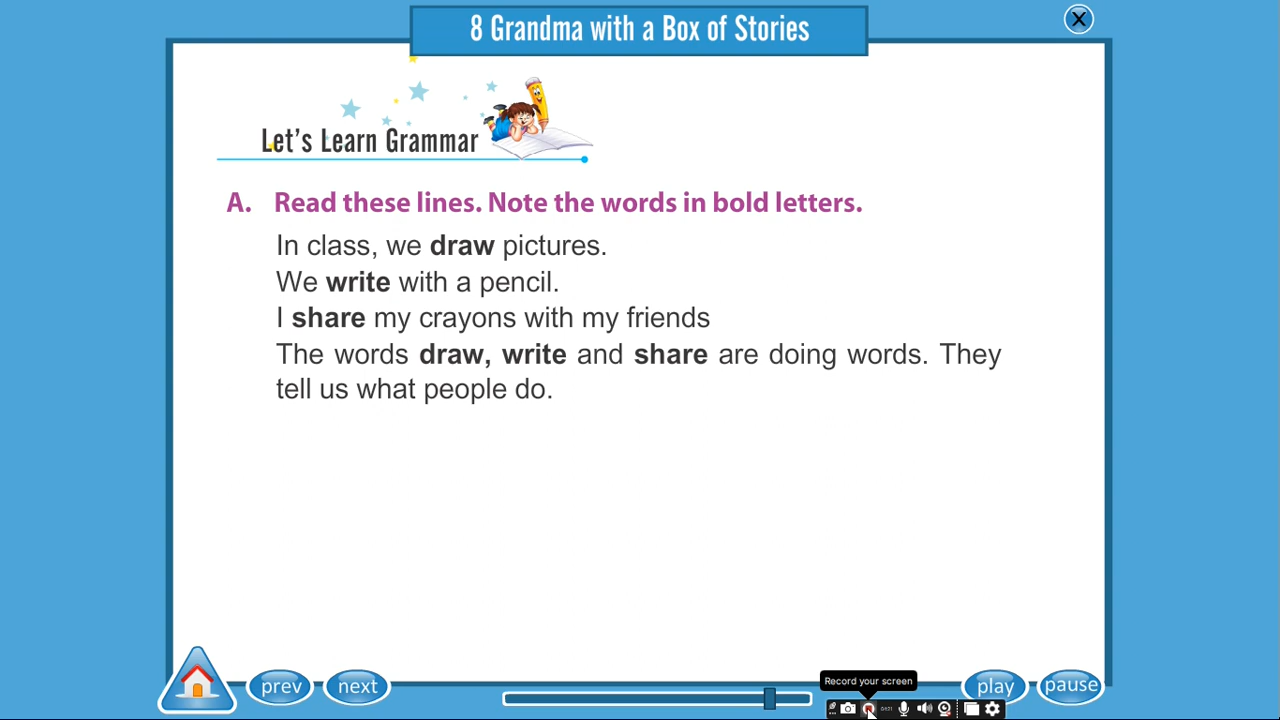 8 Grandma with a Box of Stories
X
Let's Learn Grammar
A. Read these lines. Note the words in bold letters.
In class, we draw pictures.
We write with a pencil.
I share my crayons with my friends
The words draw, write and share are doing words. They
tell us what people do.
Record your screen
prev
next
play
pause